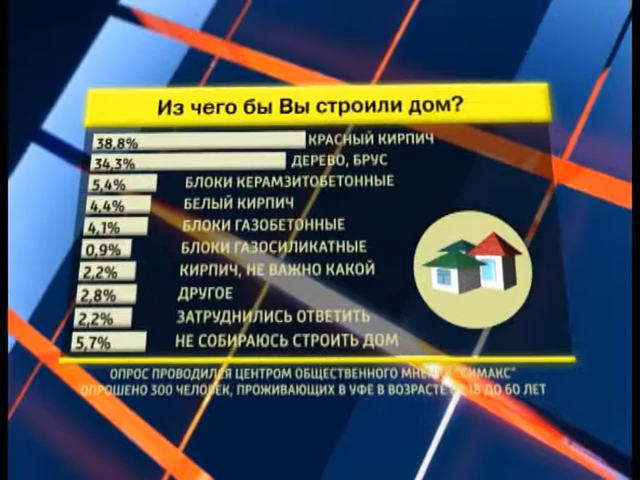 Из чего бы Вы строили дом?
38,8% КРАСНЫЙ КИРПИЧ
34,3% ДЕРЕВО, БРУС
5,4% БЛОКИ КЕРАМЗИТОБЕТОННЫЕ
4,4% БЕЛЫЙ КИРПИЧ
4,1% БЛОКИ ГАЗОБЕТОННЫЕ
0,9% БЛОКИ ГАЗОСИЛИКАТНЫЕ
2,2% КИРПИЧ, НЕ ВАЖНО КАКОЙ
2,8% ДРУГОЕ
2,2% ЗАТРУДНИЛИСЬ ОТВЕТИТЬ
5,7% НЕ СОБИРАЮСЬ СТРОИТЬ ДОМ
ОПРОС ПРОВОДИЛСЯ ЦЕНТРОМ ОБЩЕСТВЕННОГО МНЕНИЯ "СИМАКС"
ОПРОШЕНО 300 ЧЕЛОВЕК, ПРОЖИВАЮЩИХ В УФЕ В ВОЗРАСТЕ ОТ 18 ДО 60 ЛЕТ